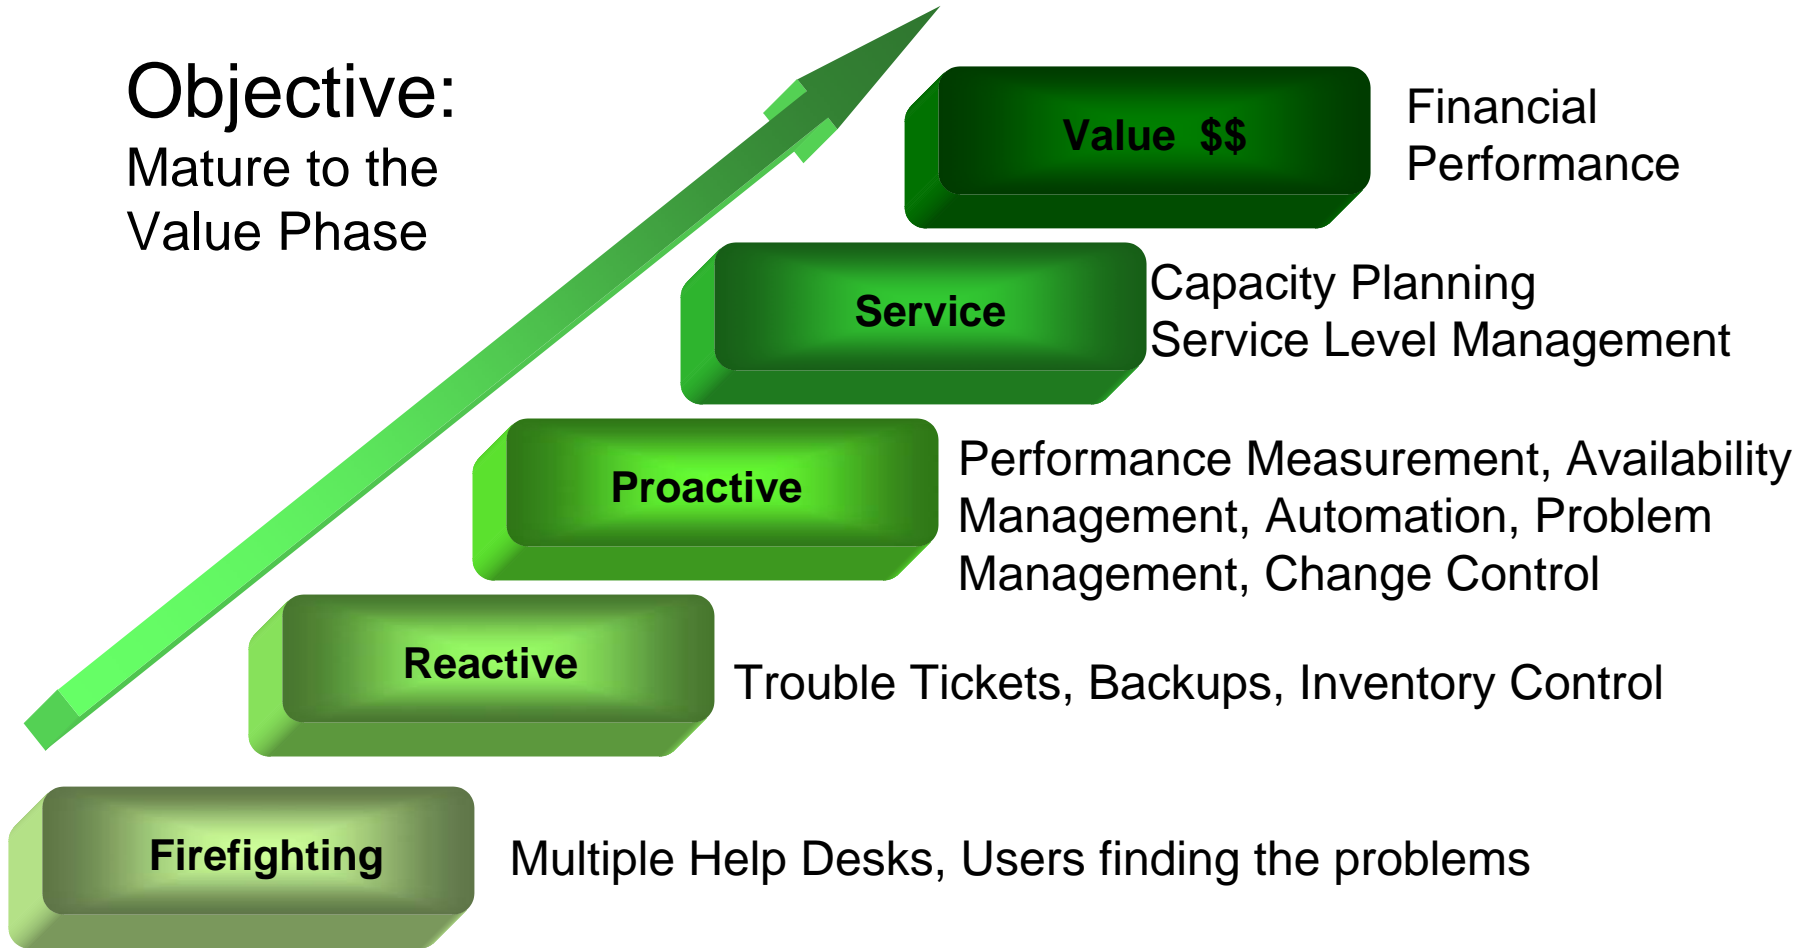 Objective:
Mature to the
Value Phase
Value $$
Financial
Performance
Service
Capacity Planning
Service Level Management
Proactive
Performance Measurement, Availability
Management, Automation, Problem
Management, Change Control
Reactive
Trouble Tickets, Backups, Inventory Control
Firefighting
Multiple Help Desks, Users finding the problems